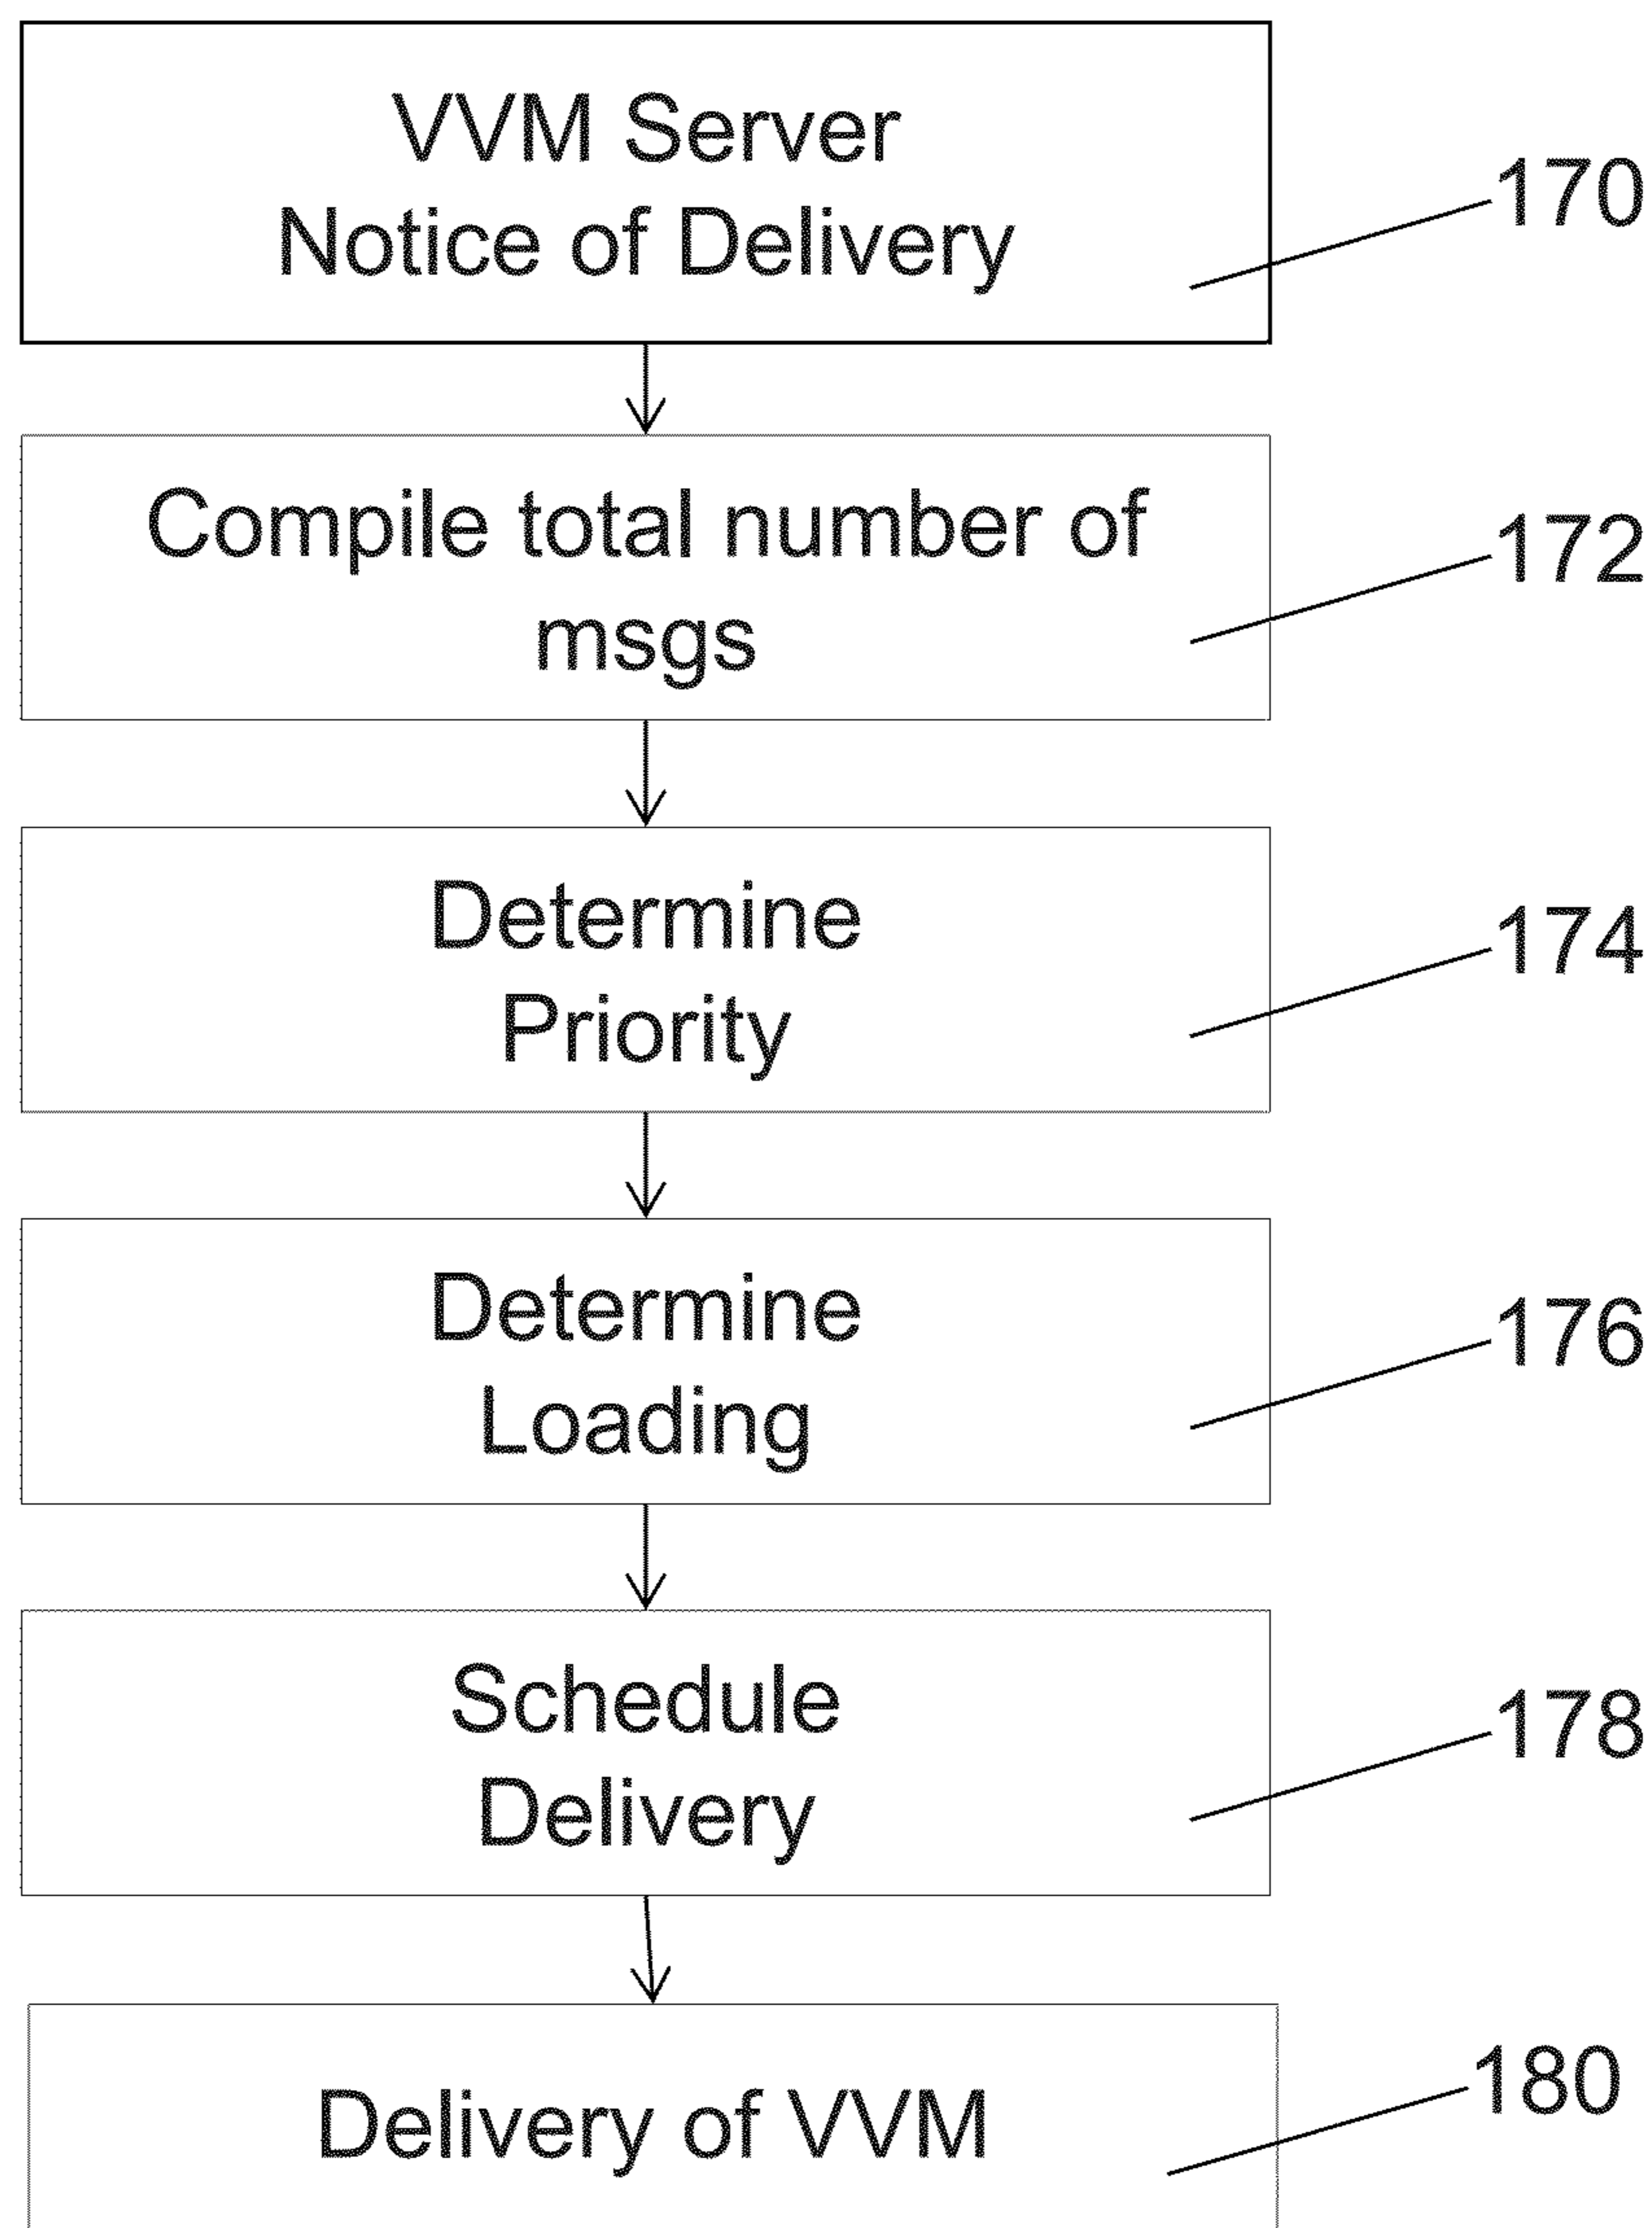 VVM Server
Notice of Delivery
170
Compile total number of
msgs
172
Determine
Priority
174
Determine
Loading
176
Schedule
Delivery
178
Delivery of VVM
180